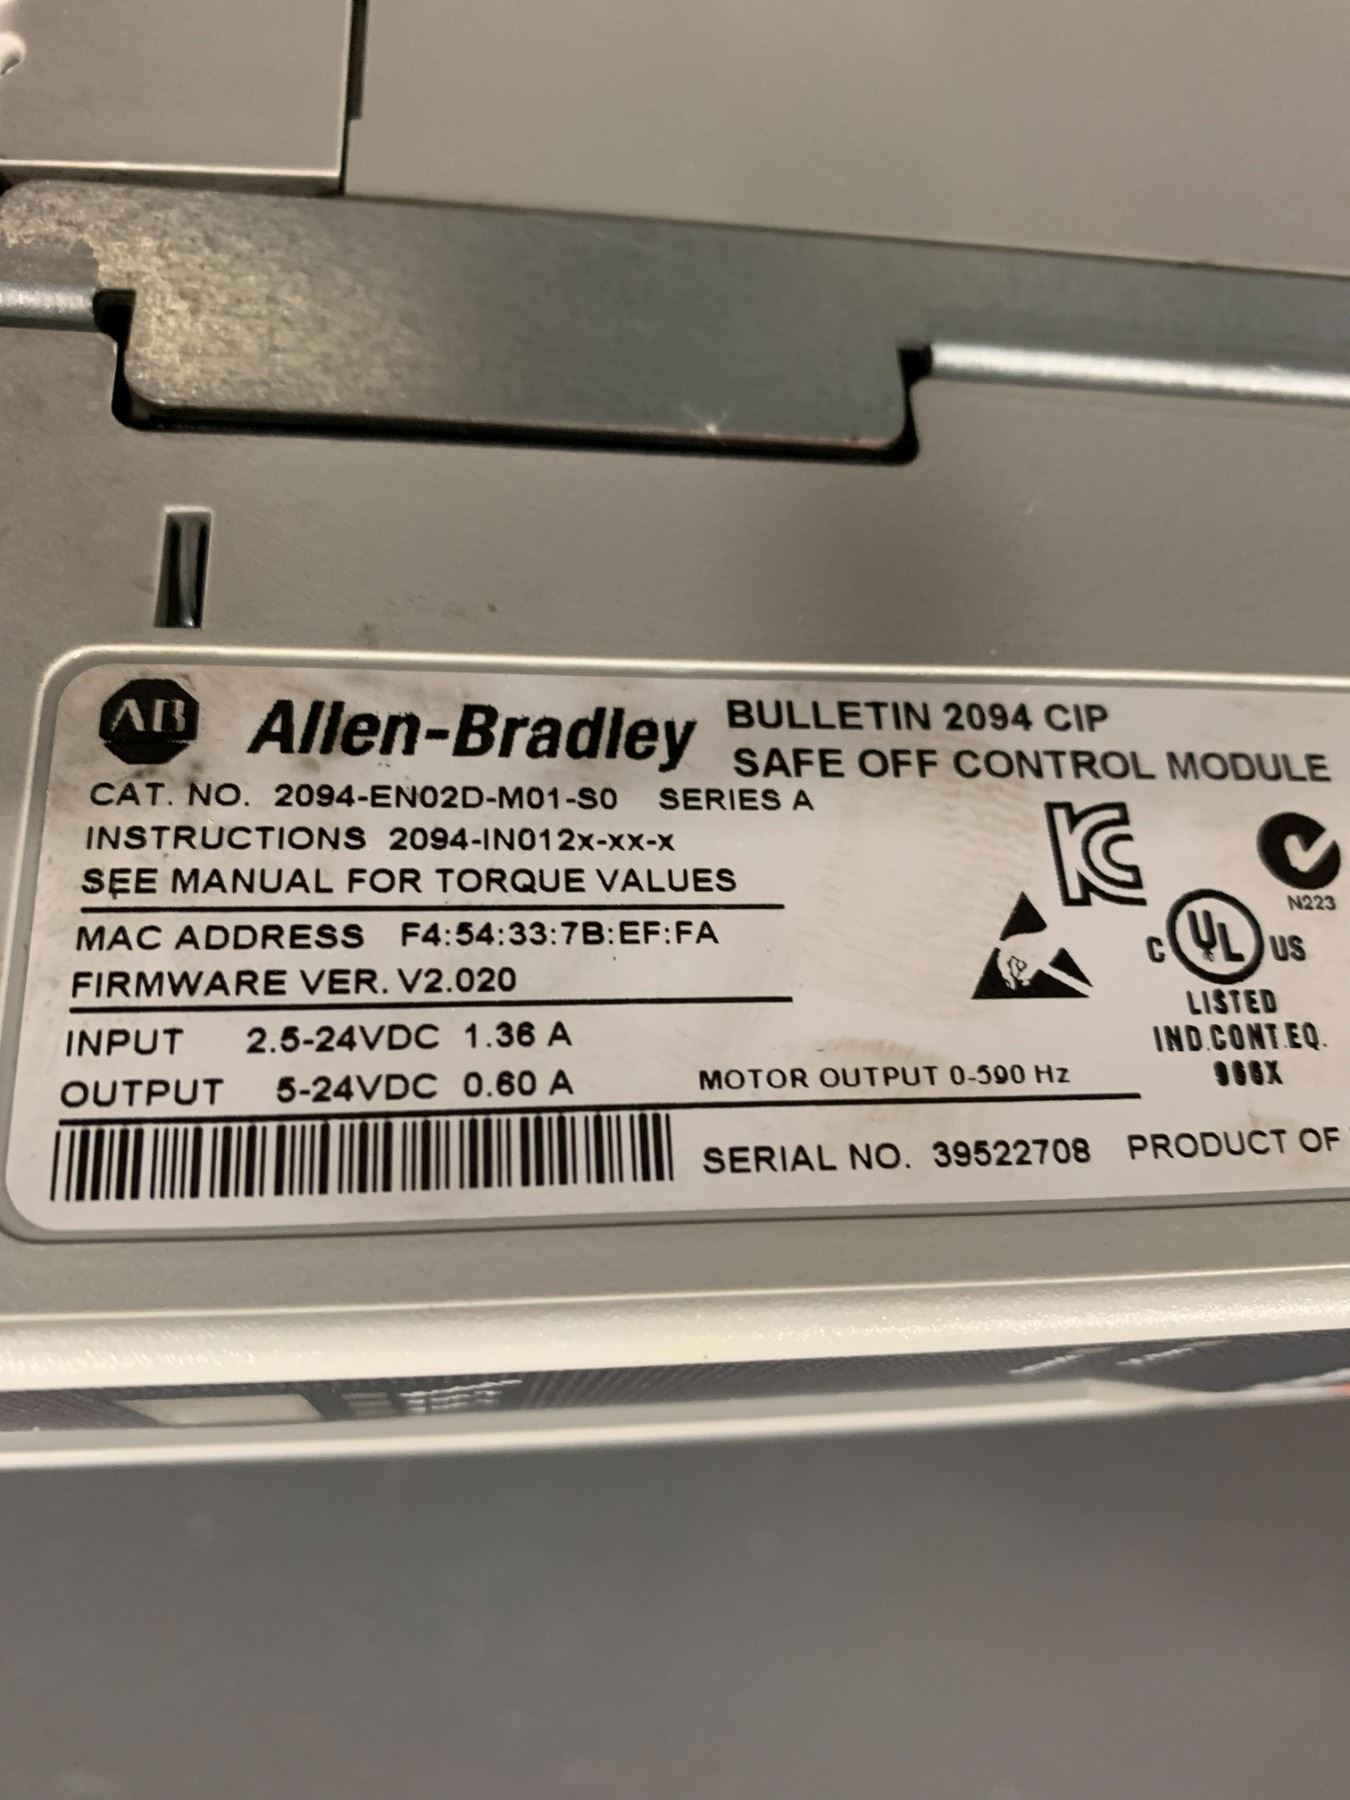 AB Allen-Bradley BULLETIN 2094 CIP
SAFE OFF CONTROL MODULE
CAT. NO. 2094-EN02D-M01-S0 SERIES A
INSTRUCTIONS 2094-IN012x-xx-x
SEE MANUAL FOR TORQUE VALUES
MAC ADDRESS F4:54:33:7B:EF:FA
FIRMWARE VER. V2.020
INPUT 2.5-24VDC 1.36 A
OUTPUT 5-24VDC 0.60 A
MOTOR OUTPUT 0-590 Hz
SERIAL NO. 39522708 PRODUCT OF
KC
N223
C UL US
LISTED
IND.CONT.EQ.
966X